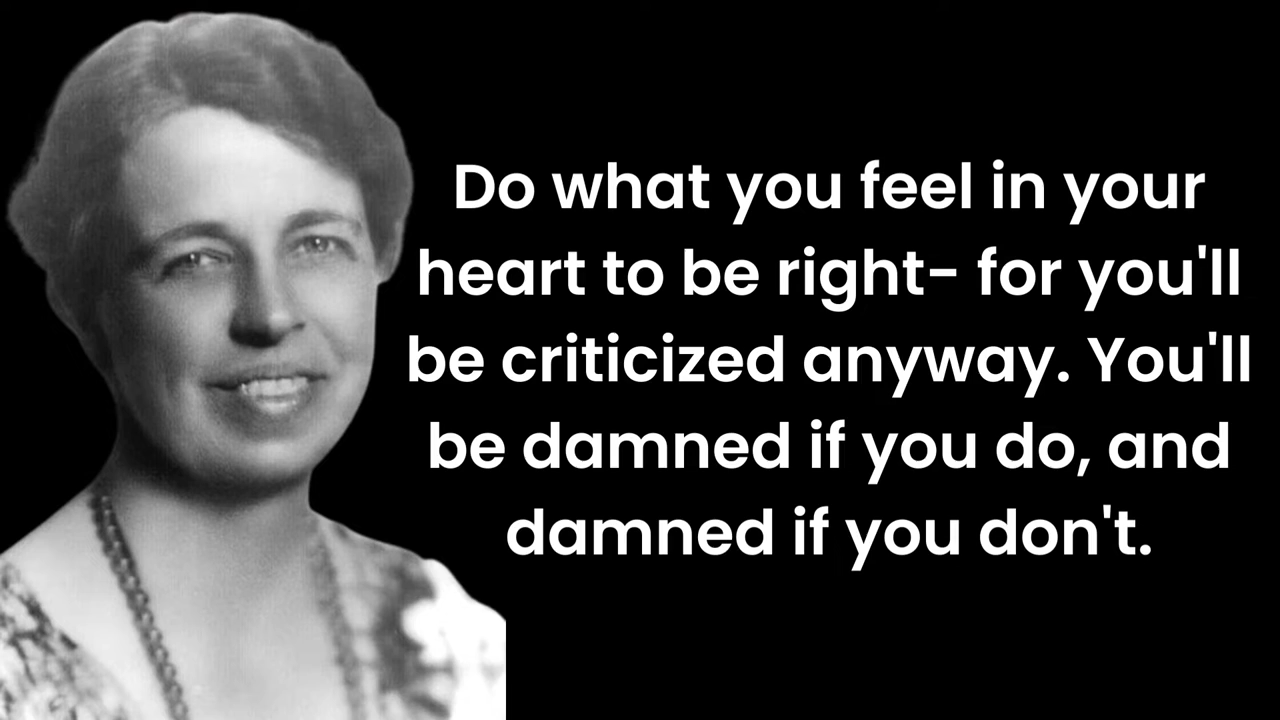 Do what you feel in your
heart to be right- for you'll
be criticized anyway. You'll
be damned if you do, and
damned if you don't.